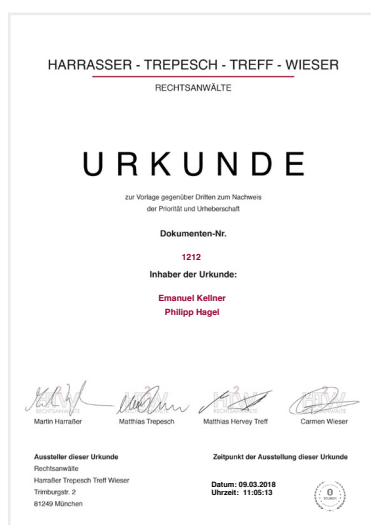 HARRASSER - TREPESCH - TREFF - WIESER
RECHTSANWÄLTE
URKUNDE
zur Vorlage gegenüber Dritten zum Nachweis
der Priorität und Urheberschaft
Dokumenten-Nr.
1212
Inhaber der Urkunde:
Emanuel Kellner
Philipp Hagel
Martin Harraßer
Matthias Trepesch
Matthias Hervey Treff
Carmen Wieser
Aussteller dieser Urkunde
Rechtsanwälte
Harraßer Trepesch Treff Wieser
Trimburgstr. 2
81249 München
Zeitpunkt der Ausstellung dieser Urkunde
Datum: 09.03.2018
Uhrzeit: 11:05:13